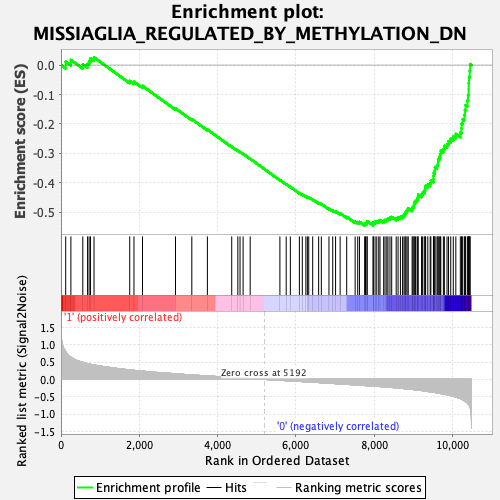 Enrichment plot:
MISSIAGLIA_REGULATED_BY_METHYLATION_DN
Enrichment score (ES)
0.0
-0.1
-0.2
-0.3
-0.4
-0.5
'1' (positively correlated)
Ranked list metric (Signal2Noise)
1.5
1.0
0.5
0.0
-0.5
-1.0
-1.5
Zero cross at 5192
'0' (negatively correlated)
0
2,000
4,000
6,000
8,000
10,000
Rank in Ordered Dataset
Enrichment profile
Hits
Ranking metric scores